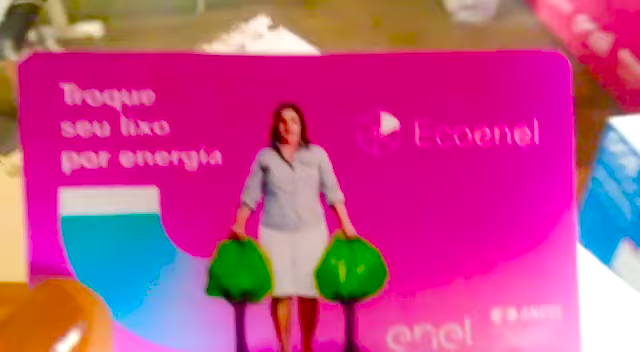 Troque
seu lixo
por energia
Ecoenel
enel